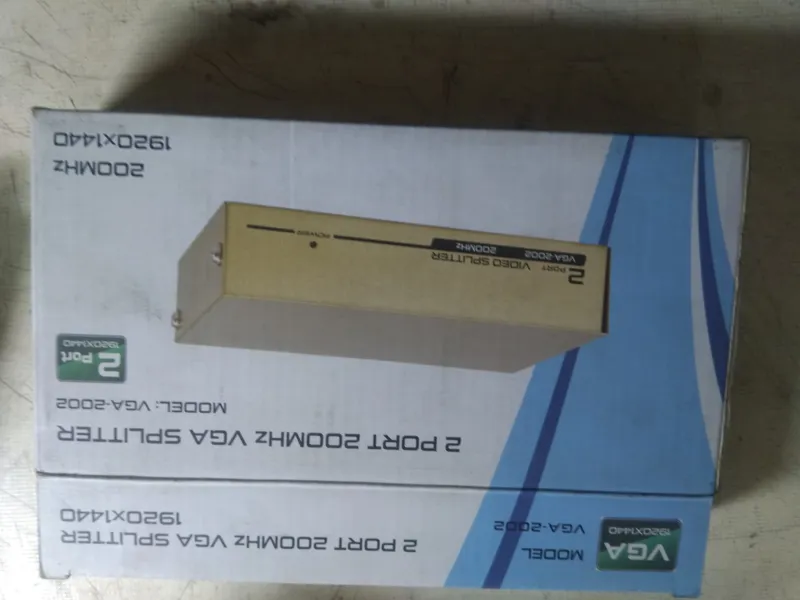 VGA
1920X1440
MODEL
VGA-2002
2 PORT 200MHz VGA SPLITTER
1920x1440
2 PORT 200MHz VGA SPLITTER
MODEL: VGA-2002
2 Port
1920X1440
2 PORT
VIDEO SPLITTER
VGA-2002
200MHz
POWER
200MHz
1920x1440